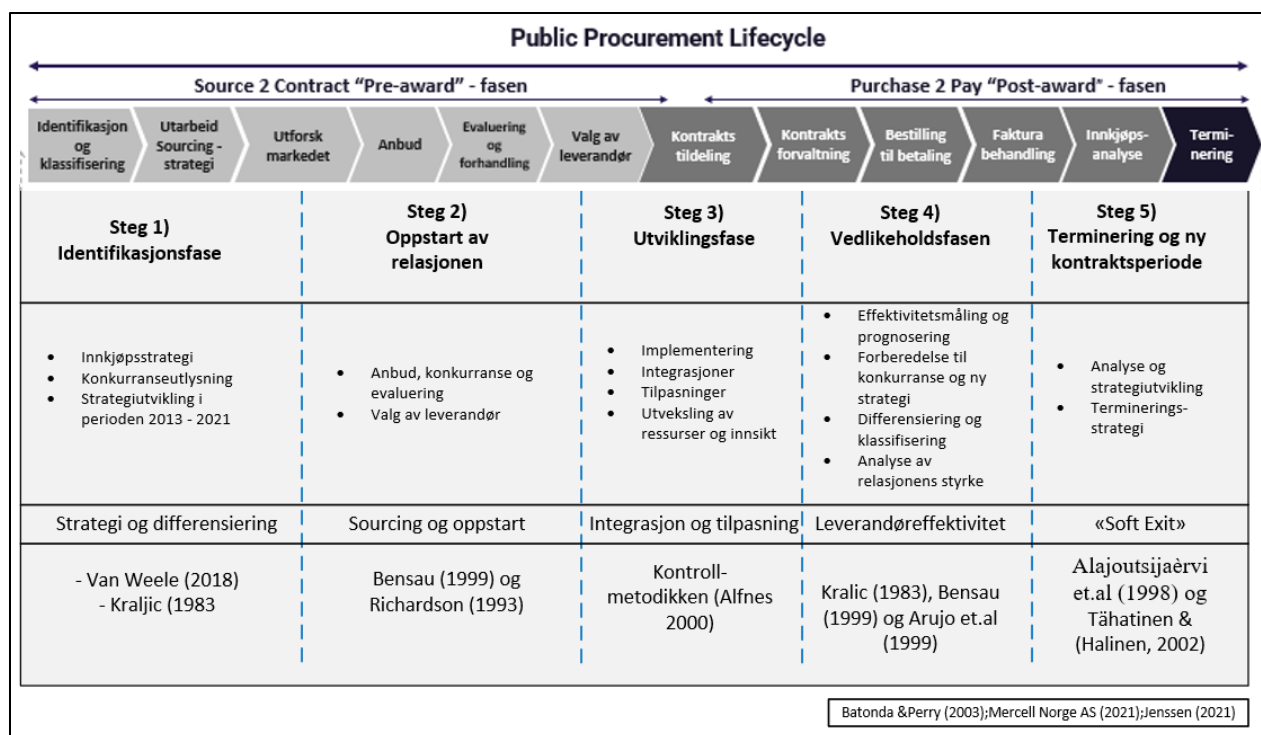 Public Procurement Lifecycle
Source 2 Contract “Pre-award” - fasen
Purchase 2 Pay “Post-award” - fasen
Identifikasjon
og
klassifisering
Utarbeid
Sourcing -
strategi
Utforsk
markedet
Anbud
Evaluering
og
forhandling
Valg av
leverandør
Kontrakts
tildeling
Kontrakts
forvaltning
Bestilling
til betaling
Faktura
behandling
Innkjøps-
analyse
Termi-
nering
Steg 1)
Identifikasjonsfase
Steg 2)
Oppstart av
relasjonen
Steg 3)
Utviklingsfase
Steg 4)
Vedlikeholdsfasen
Steg 5)
Terminering og ny
kontraktsperiode
• Innkjøpsstrategi
• Konkurranseutlysning
• Strategiutvikling i
perioden 2013 - 2021
• Anbud, konkurranse og
evaluering
• Valg av leverandør
• Implementering
• Integrasjoner
• Tilpasninger
• Utveksling av
ressurser og innsikt
• Effektivitetsmåling og
prognosering
• Forberedelse til
konkurranse og ny
strategi
• Differensiering og
klassifisering
• Analyse av
relasjonens styrke
• Analyse og
strategiutvikling
• Terminerings-
strategi
Strategi og differensiering
Sourcing og oppstart
Integrasjon og tilpasning
Leverandøreffektivitet
«Soft Exit»
- Van Weele (2018)
- Kraljic (1983
Bensau (1999) og
Richardson (1993)
Kontroll-
metodikken (Alfnes
2000)
Kralic (1983), Bensau
(1999) og Arujo et.al
(1999)
Alajoutsijaèrvi
et.al (1998) og
Tähatinen &
(Halinen, 2002)
Batonda &Perry (2003);Mercell Norge AS (2021);Jenssen (2021)